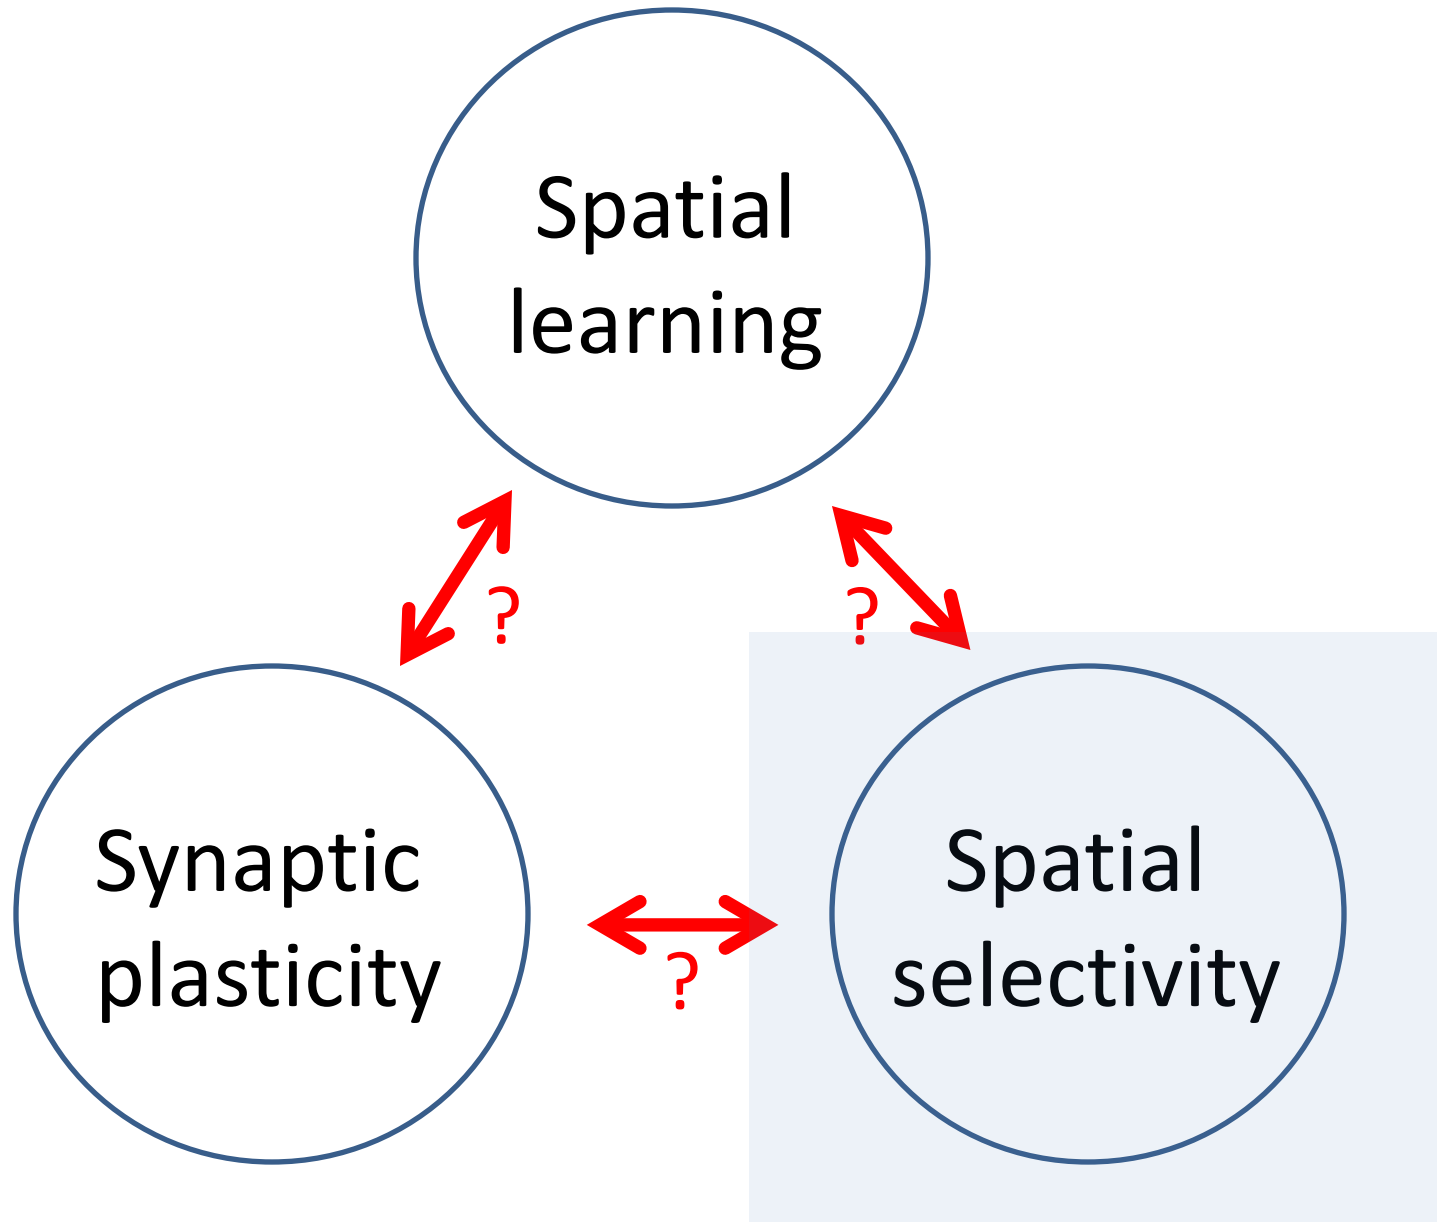 Spatial
learning
?
?
Synaptic
plasticity
?
Spatial
selectivity